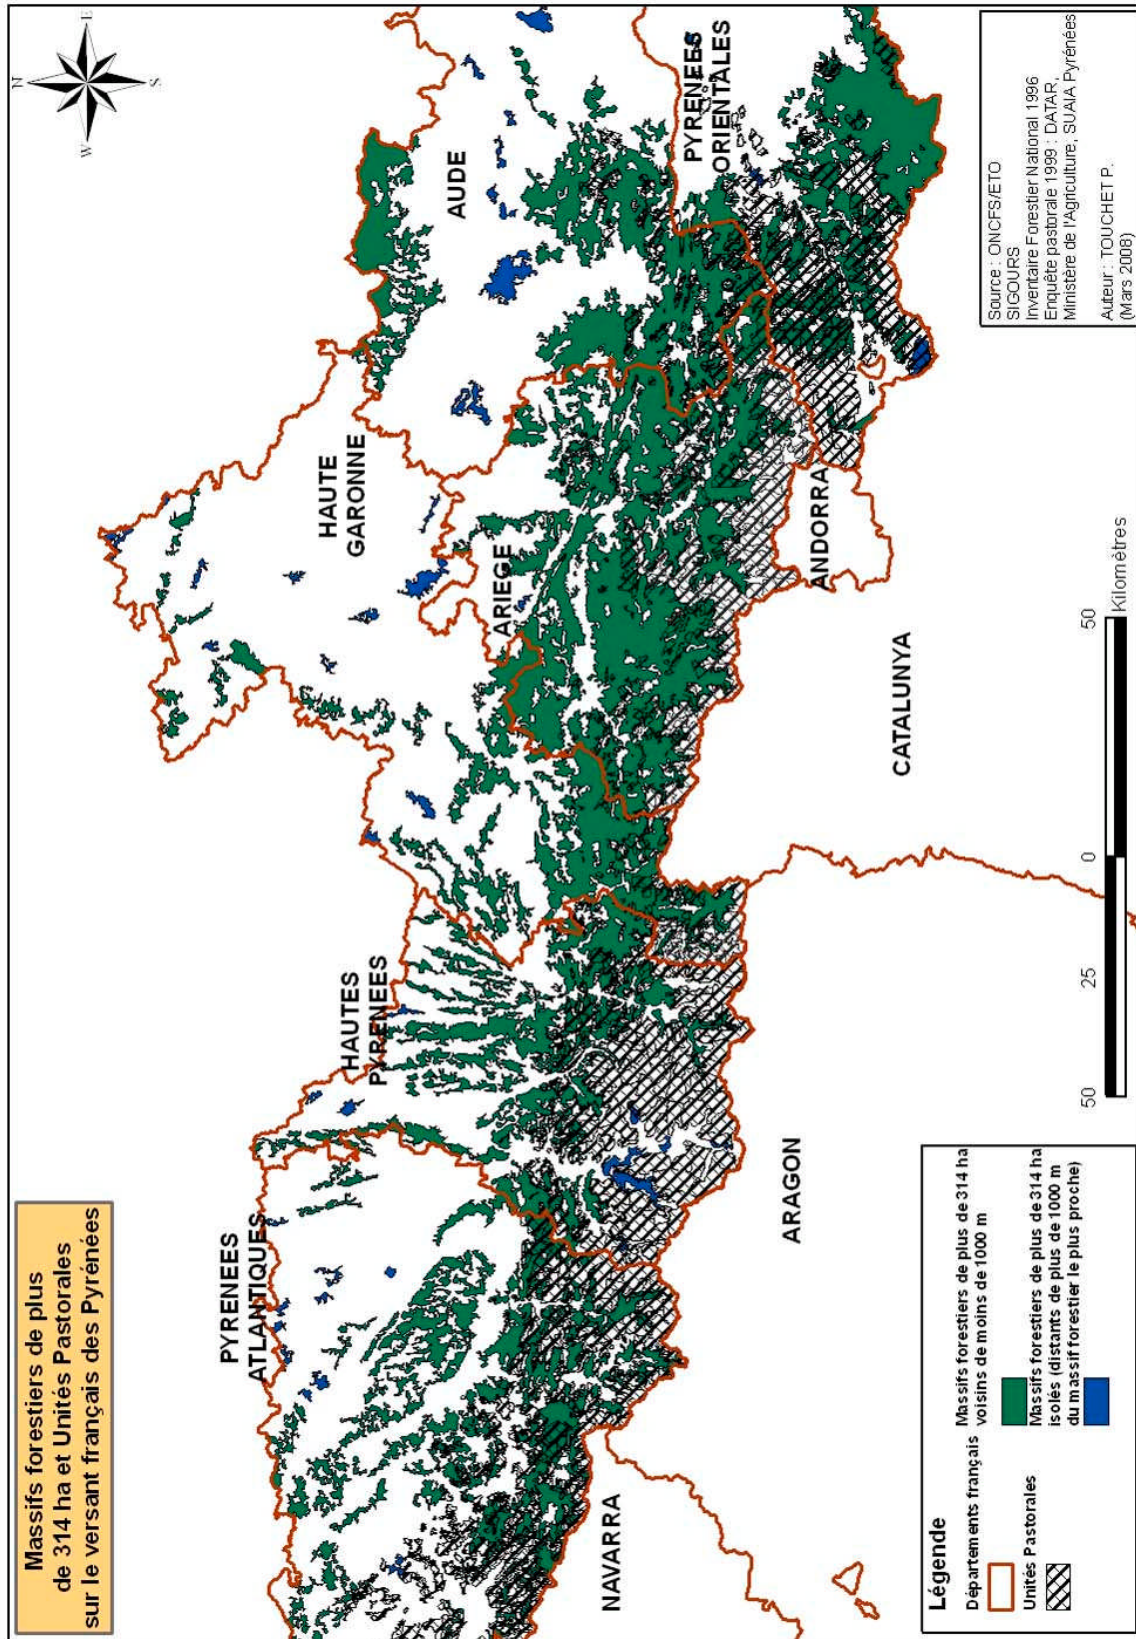 Massifs forestiers de plus
de 314 ha et Unités Pastorales
sur le versant français des Pyrénées
N
W
E
S
PYRENEES
ATLANTIQUES
HAUTES
PYRENEES
HAUTE
GARONNE
AUDE
ARIEGE
PYRENEES
ORIENTALES
NAVARRA
ARAGON
CATALUNYA
ANDORRA
Légende
Départements français
Unités Pastorales
Massifs forestiers de plus de 314 ha
voisins de moins de 1000 m
Massifs forestiers de plus de 314 ha
isolés (distants de plus de 1000 m
du massif forestier le plus proche)
50
25
0
50
Kilomètres
Source : ONCFS/ETO
SIGOURS
Inventaire Forestier National 1996
Enquête pastorale 1999 : DATAR,
Ministère de l'Agriculture, SUAIA Pyrénées
Auteur : TOUCHET P.
(Mars 2008)